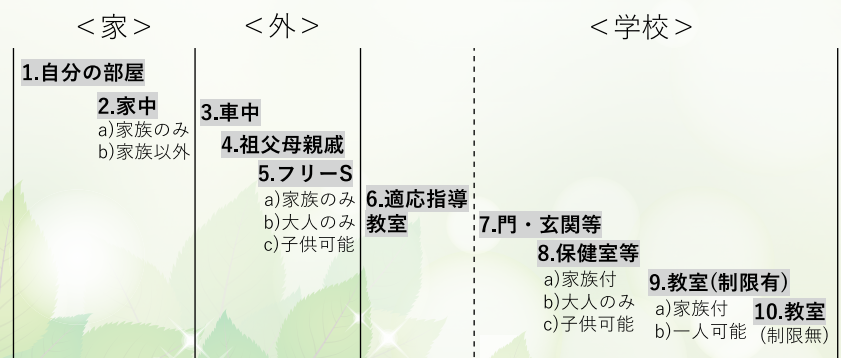 ＜家＞
＜外＞
＜学校＞
1.自分の部屋
2.家中
a)家族のみ
b)家族以外
3.車中
4.祖父母親戚
5.フリーS
a)家族のみ
b)大人のみ
c)子供可能
6.適応指導
教室
7.門・玄関等
8.保健室等
a)家族付
b)大人のみ
c)子供可能
9.教室(制限有)
a)家族付
b)一人可能
10.教室
(制限無)